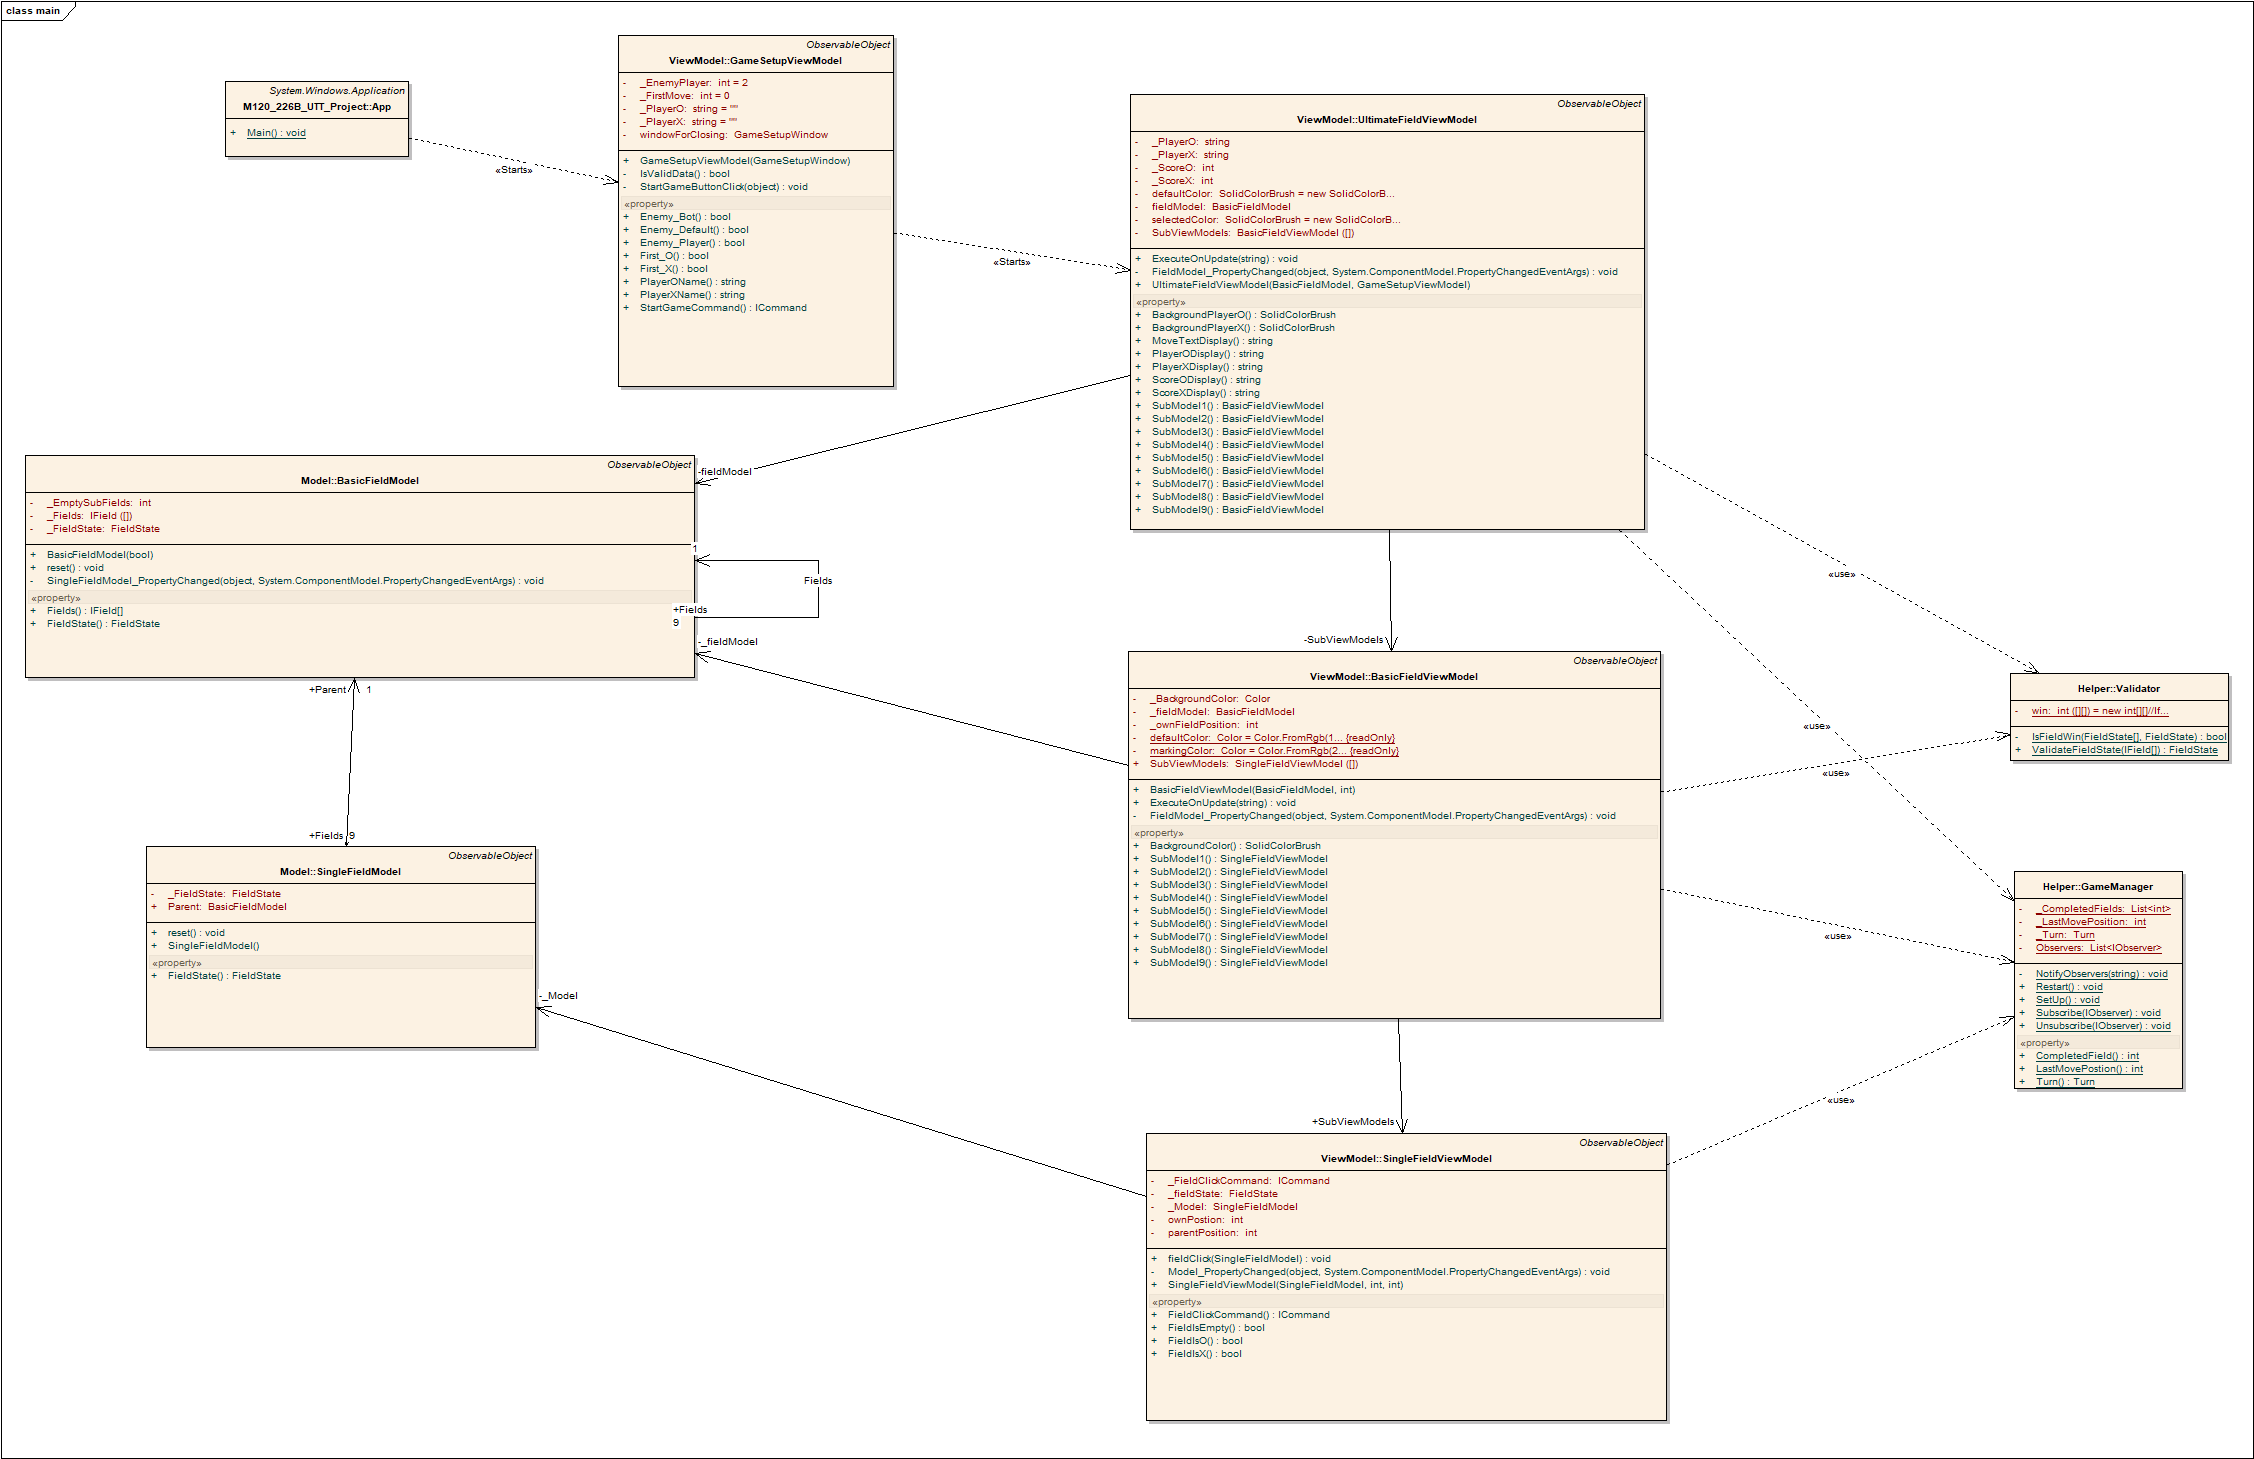 class main
System.Windows.Application
M120_226B_UTT_Project::App
+ Main() : void
«Starts»
ObservableObject
ViewModel::GameSetupViewModel
- _EnemyPlayer: int = 2
- _FirstMove: int = 0
- _PlayerO: string = ""
- _PlayerX: string = ""
- windowForClosing: GameSetupWindow
+ GameSetupViewModel(GameSetupWindow)
- IsValidData() : bool
- StartGameButtonClick(object) : void
«property»
+ Enemy_Bot() : bool
+ Enemy_Default() : bool
+ Enemy_Player() : bool
+ First_O() : bool
+ First_X() : bool
+ PlayerOName() : string
+ PlayerXName() : string
+ StartGameCommand() : ICommand
«Starts»
ObservableObject
ViewModel::UltimateFieldViewModel
- _PlayerO: string
- _PlayerX: string
- _ScoreO: int
- _ScoreX: int
- defaultColor: SolidColorBrush = new SolidColorB...
- fieldModel: BasicFieldModel
- selectedColor: SolidColorBrush = new SolidColorB...
- SubViewModels: BasicFieldViewModel ([])
+ ExecuteOnUpdate(string) : void
- FieldModel_PropertyChanged(object, System.ComponentModel.PropertyChangedEventArgs) : void
+ UltimateFieldViewModel(BasicFieldModel, GameSetupViewModel)
«property»
+ BackgroundPlayerO() : SolidColorBrush
+ BackgroundPlayerX() : SolidColorBrush
+ MoveTextDisplay() : string
+ PlayerODisplay() : string
+ PlayerXDisplay() : string
+ ScoreODisplay() : string
+ ScoreXDisplay() : string
+ SubModel1() : BasicFieldViewModel
+ SubModel2() : BasicFieldViewModel
+ SubModel3() : BasicFieldViewModel
+ SubModel4() : BasicFieldViewModel
+ SubModel5() : BasicFieldViewModel
+ SubModel6() : BasicFieldViewModel
+ SubModel7() : BasicFieldViewModel
+ SubModel8() : BasicFieldViewModel
+ SubModel9() : BasicFieldViewModel
-fieldModel
ObservableObject
Model::BasicFieldModel
- _EmptySubFields: int
- _Fields: IField ([])
- _FieldState: FieldState
+ BasicFieldModel(bool)
+ reset() : void
- SingleFieldModel_PropertyChanged(object, System.ComponentModel.PropertyChangedEventArgs) : void
«property»
+ Fields() : IField[]
+ FieldState() : FieldState
1
Fields
+Fields
9
-_fieldModel
+Parent 1
+Fields 9
«use»
«use»
-SubViewModels
ObservableObject
ViewModel::BasicFieldViewModel
- _BackgroundColor: Color
- _fieldModel: BasicFieldModel
- _ownFieldPosition: int
- defaultColor: Color = Color.FromRgb(1... {readOnly}
- markingColor: Color = Color.FromRgb(2... {readOnly}
+ SubViewModels: SingleFieldViewModel ([])
+ BasicFieldViewModel(BasicFieldModel, int)
+ ExecuteOnUpdate(string) : void
- FieldModel_PropertyChanged(object, System.ComponentModel.PropertyChangedEventArgs) : void
«property»
+ BackgroundColor() : SolidColorBrush
+ SubModel1() : SingleFieldViewModel
+ SubModel2() : SingleFieldViewModel
+ SubModel3() : SingleFieldViewModel
+ SubModel4() : SingleFieldViewModel
+ SubModel5() : SingleFieldViewModel
+ SubModel6() : SingleFieldViewModel
+ SubModel7() : SingleFieldViewModel
+ SubModel8() : SingleFieldViewModel
+ SubModel9() : SingleFieldViewModel
Helper::Validator
- win: int ([][]) = new int[][]//If...
- IsFieldWin(FieldState[], FieldState) : bool
+ ValidateFieldState(IField[]) : FieldState
«use»
«use»
Helper::GameManager
- _CompletedFields: List<int>
- _LastMovePosition: int
- _Turn: Turn
- Observers: List<IObserver>
- NotifyObservers(string) : void
+ Restart() : void
+ SetUp() : void
+ Subscribe(IObserver) : void
+ Unsubscribe(IObserver) : void
«property»
+ CompletedField() : int
+ LastMovePostion() : int
+ Turn() : Turn
«use»
ObservableObject
Model::SingleFieldModel
- _FieldState: FieldState
+ Parent: BasicFieldModel
+ reset() : void
+ SingleFieldModel()
«property»
+ FieldState() : FieldState
-_Model
+SubViewModels
ObservableObject
ViewModel::SingleFieldViewModel
- _FieldClickCommand: ICommand
- _fieldState: FieldState
- _Model: SingleFieldModel
- ownPostion: int
- parentPosition: int
+ fieldClick(SingleFieldModel) : void
- Model_PropertyChanged(object, System.ComponentModel.PropertyChangedEventArgs) : void
+ SingleFieldViewModel(SingleFieldModel, int, int)
«property»
+ FieldClickCommand() : ICommand
+ FieldIsEmpty() : bool
+ FieldIsO() : bool
+ FieldIsX() : bool